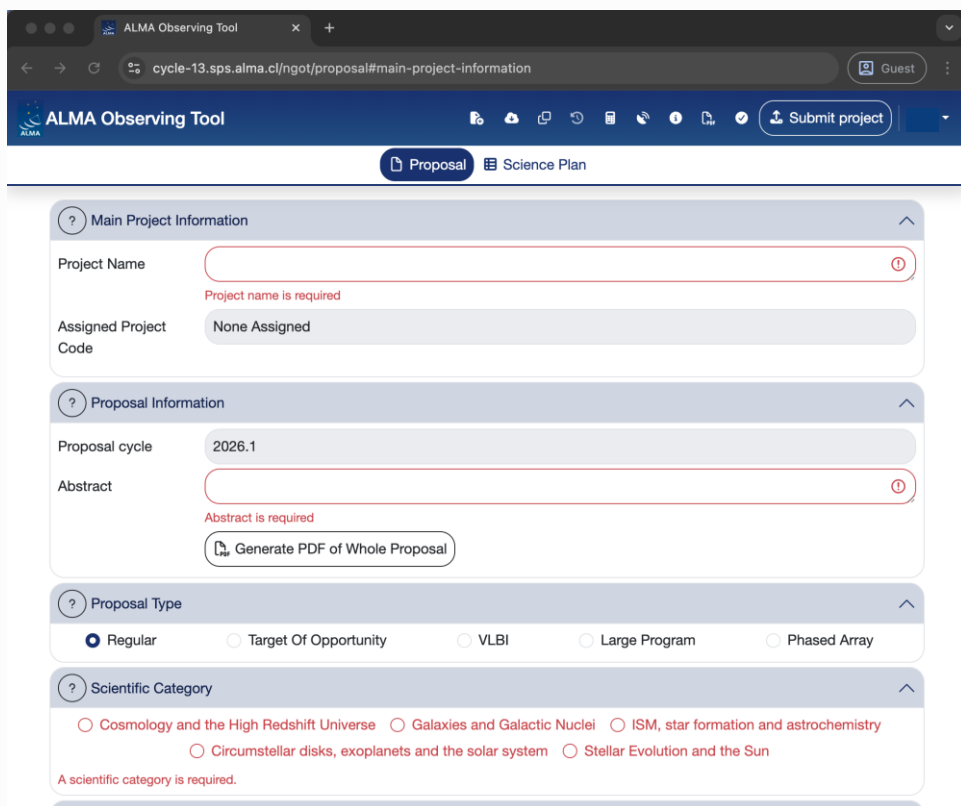 ALMA Observing Tool
cycle-13.sps.alma.cl/ngot/proposal#main-project-information
Guest
ALMA
ALMA Observing Tool
PDF
Submit project
Proposal
Science Plan
? Main Project Information
Project Name
Project name is required
Assigned Project
Code
None Assigned
? Proposal Information
Proposal cycle
2026.1
Abstract
Abstract is required
PDF Generate PDF of Whole Proposal
? Proposal Type
Regular Target Of Opportunity VLBI Large Program Phased Array
? Scientific Category
Cosmology and the High Redshift Universe Galaxies and Galactic Nuclei ISM, star formation and astrochemistry
Circumstellar disks, exoplanets and the solar system Stellar Evolution and the Sun
A scientific category is required.